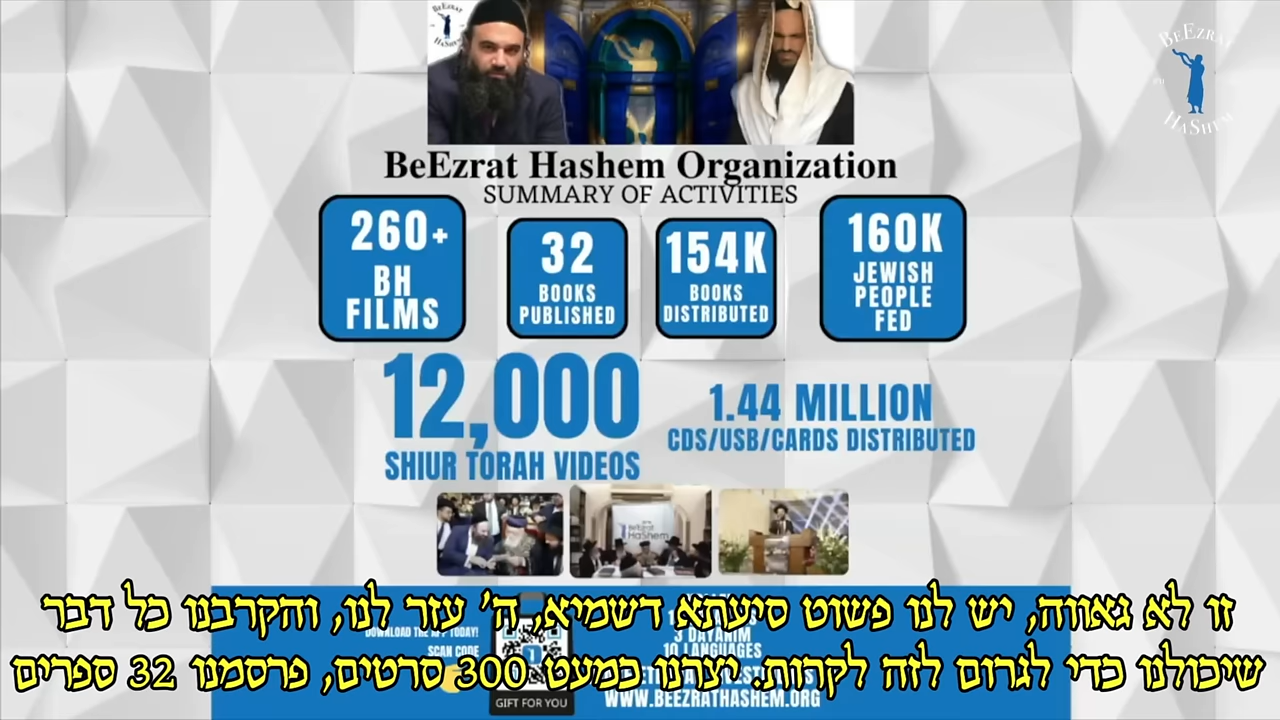 BEEZRAT
HASHEM
BeEzrat Hashem Organization
SUMMARY OF ACTIVITIES
260+
BH
FILMS
32
BOOKS
PUBLISHED
154K
BOOKS
DISTRIBUTED
160K
JEWISH
PEOPLE
FED
12,000
SHIUR TORAH VIDEOS
1.44 MILLION
CDS/USB/CARDS DISTRIBUTED
BeEzrat
HaShem
זו לא גאווה, יש לנו פשוט סיעתא דשמיא, ה' עזר לנו, והקרבנו כל דבר
שיכולנו כדי לגרום לזה לקרות. יצרנו כמעט 300 סרטים, פרסמנו 32 ספרים
DOWNLOAD THE APP TODAY!
SCAN CODE
GIFT FOR YOU
3 DAYANIM
10 LANGUAGES
WWW.BEEZRATHASHEM.ORG